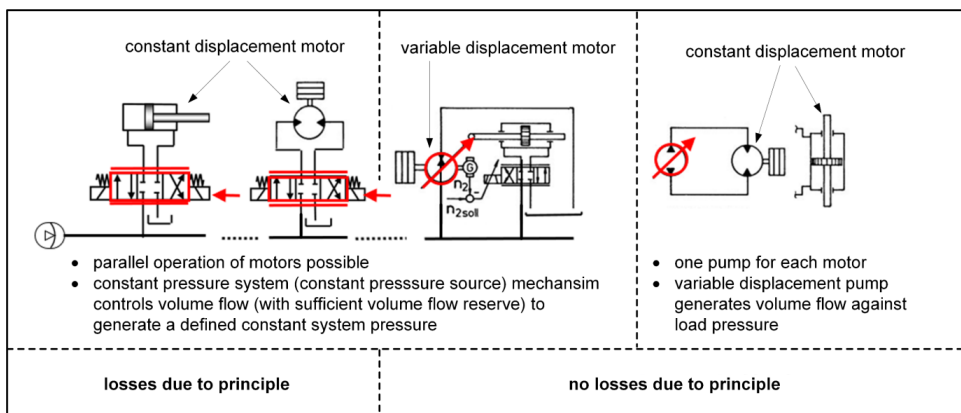 constant displacement motor
variable displacement motor
constant displacement motor
G
n2
-
n2soll
• parallel operation of motors possible
• constant pressure system (constant presssure source) mechansim
controls volume flow (with sufficient volume flow reserve) to
generate a defined constant system pressure
• one pump for each motor
• variable displacement pump
generates volume flow against
load pressure
losses due to principle
no losses due to principle